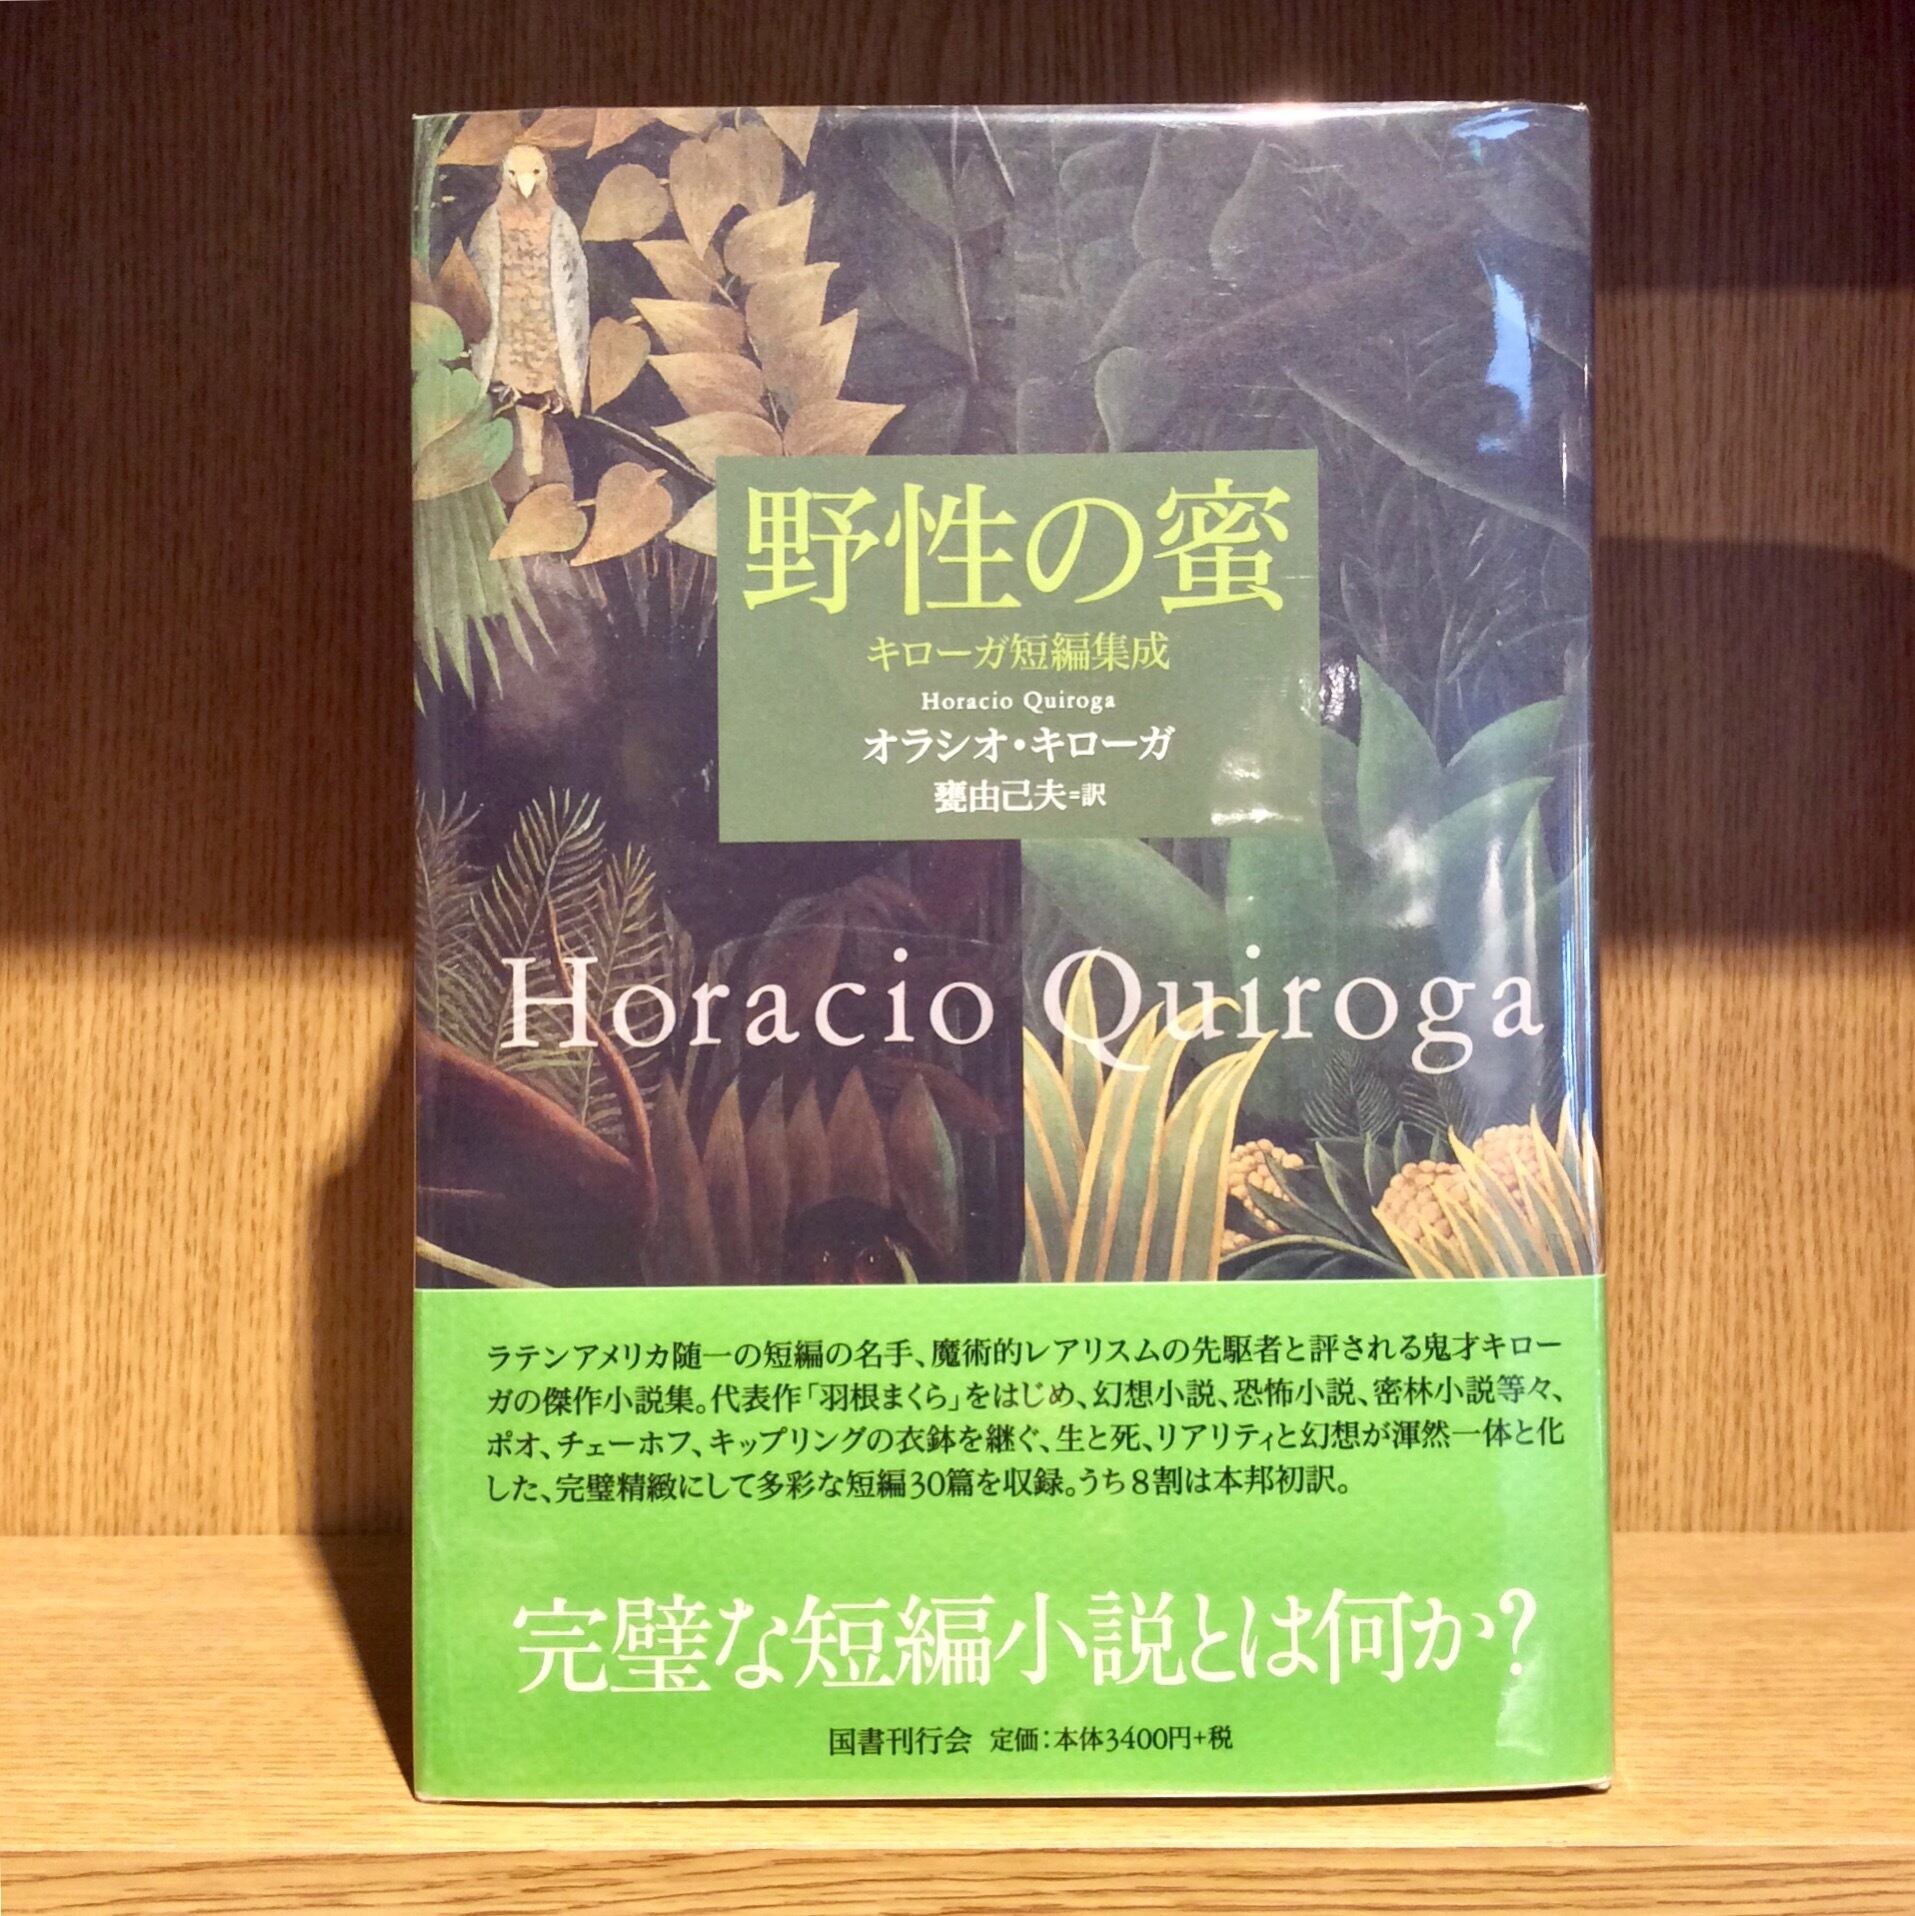 野性の蜜
キローガ短編集成
Horacio Quiroga
オラシオ・キローガ
甕由己夫=訳
Horacio Quiroga
ラテンアメリカ随一の短編の名手、魔術的レアリスムの先駆者と評される鬼才キロー
ガの傑作小説集。代表作「羽根まくら」をはじめ、幻想小説、恐怖小説、密林小説等々、
ポオ、チェーホフ、キップリングの衣鉢を継ぐ、生と死、リアリティと幻想が渾然一体と化
した、完璧精緻にして多彩な短編30篇を収録。うち８割は本邦初訳。
完璧な短編小説とは何か?
国書刊行会 定価：本体3400円+税